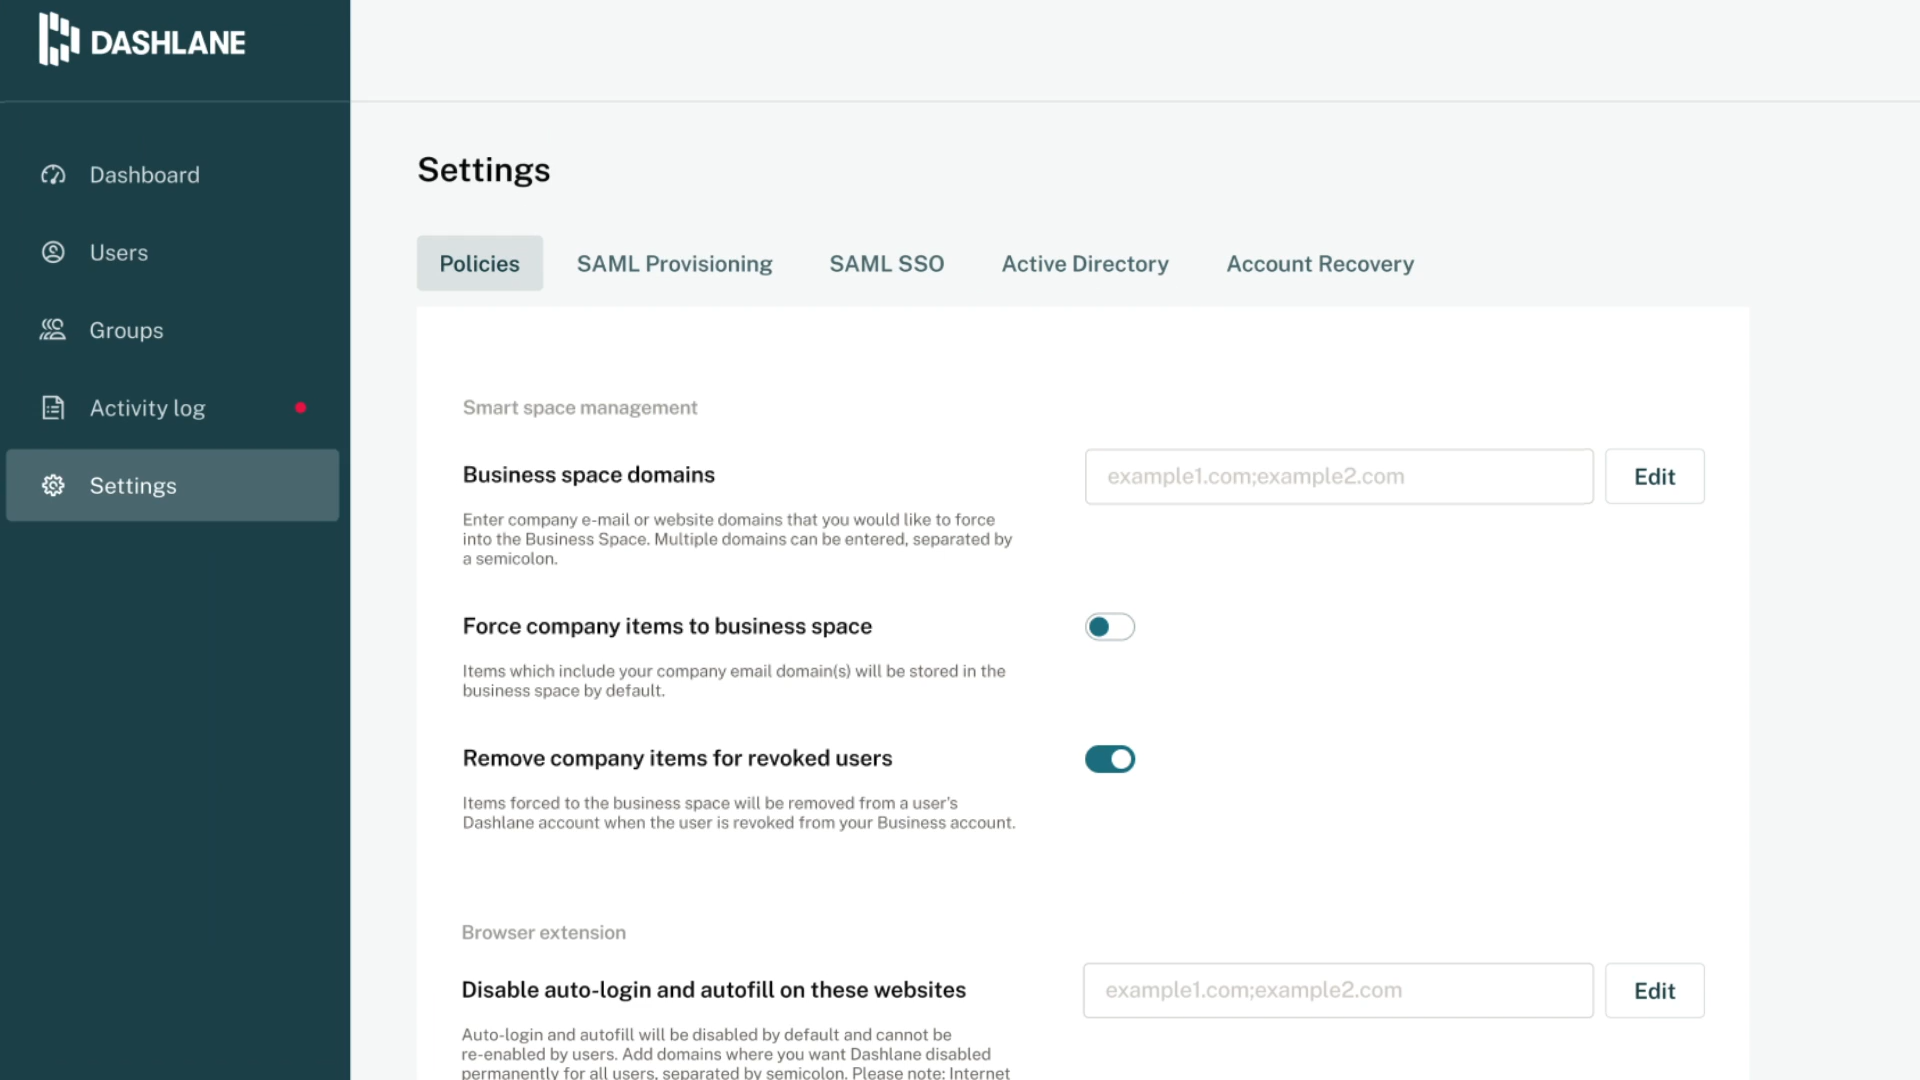 DASHLANE
Dashboard
Users
Groups
Activity log
Settings
Settings
Policies
SAML Provisioning
SAML SSO
Active Directory
Account Recovery
Smart space management
Business space domains
example1.com;example2.com
Edit
Enter company e-mail or website domains that you would like to force
into the Business Space. Multiple domains can be entered, separated by
a semicolon.
Force company items to business space
Items which include your company email domain(s) will be stored in the
business space by default.
Remove company items for revoked users
Items forced to the business space will be removed from a user's
Dashlane account when the user is revoked from your Business account.
Browser extension
Disable auto-login and autofill on these websites
example1.com;example2.com
Edit
Auto-login and autofill will be disabled by default and cannot be
re-enabled by users. Add domains where you want Dashlane disabled
permanently for all users, separated by semicolon. Please note: Internet